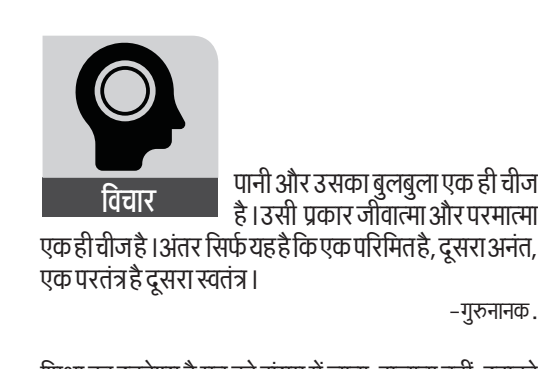 विचार
पानी और उसका बुलबुला एक ही चीज
है। उसी प्रकार जीवात्मा और परमात्मा
एक ही चीज है। अंतर सिर्फ यह है कि एक परिमित है, दूसरा अनंत,
एक परतंत्र है दूसरा स्वतंत्र।
-गुरुनानक.